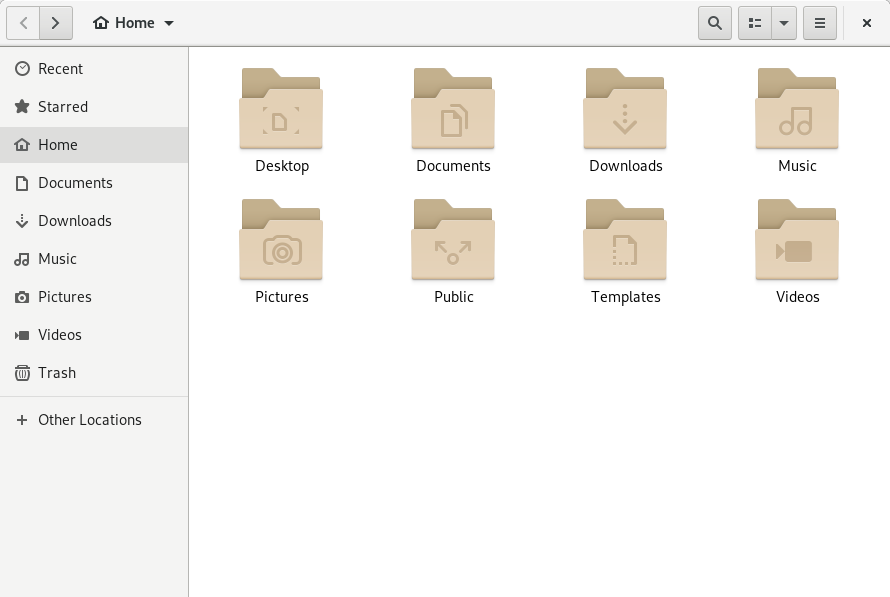 Home
Recent
Starred
Home
Documents
Downloads
Music
Pictures
Videos
Trash
Other Locations
Desktop
Documents
Downloads
Music
Pictures
Public
Templates
Videos